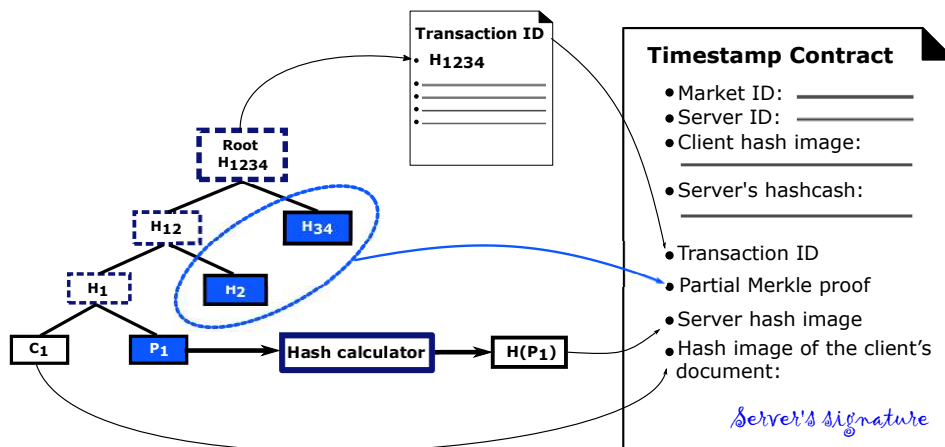 Transaction ID
• H1234
Timestamp Contract
• Market ID:
• Server ID:
• Client hash image:
• Server's hashcash:
• Transaction ID
• Partial Merkle proof
• Server hash image
• Hash image of the client's
document:
Server's signature
Root
H1234
H12
H34
H1
H2
C1
P1
Hash calculator
H(P1)